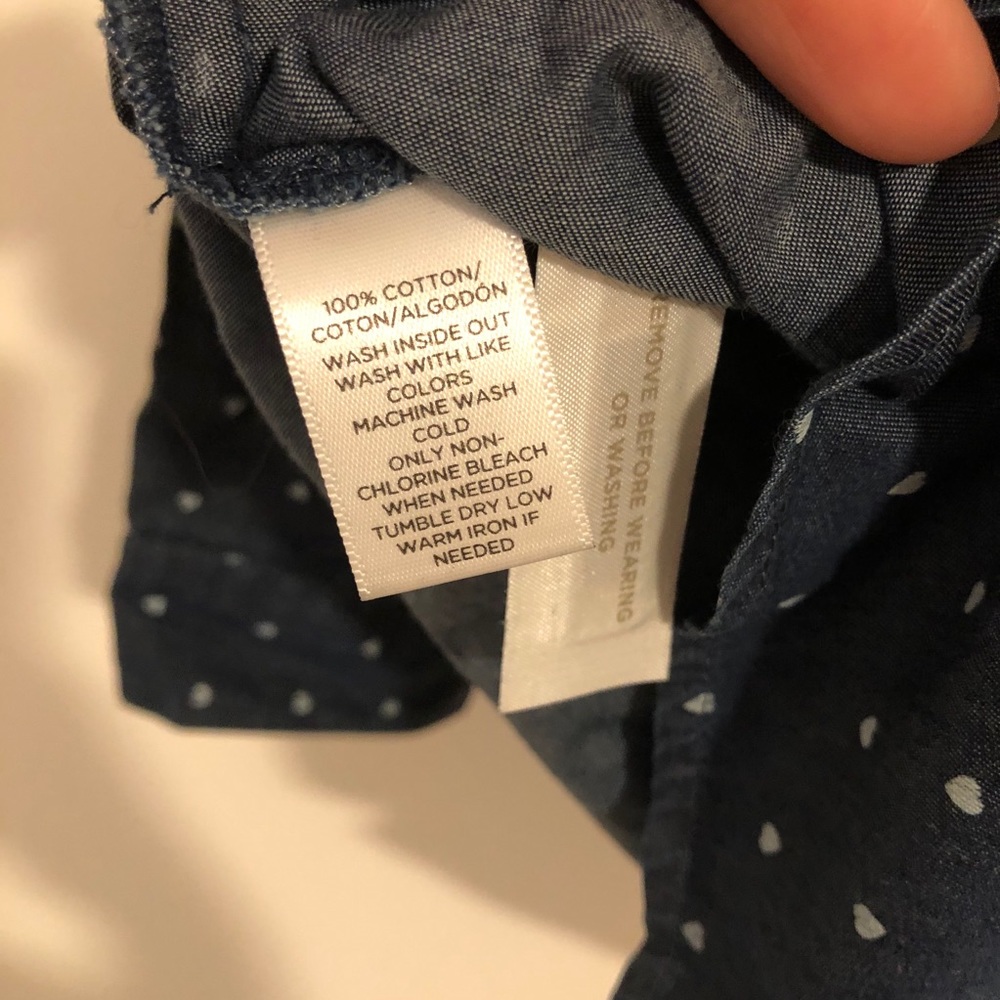 100% COTTON/
COTON/ALGODÓN
WASH INSIDE OUT
WASH WITH LIKE
COLORS
MACHINE WASH
COLD
ONLY NON-
CHLORINE BLEACH
WHEN NEEDED
TUMBLE DRY LOW
WARM IRON IF
NEEDED
REMOVE BEFORE WEARING
OR WASHING